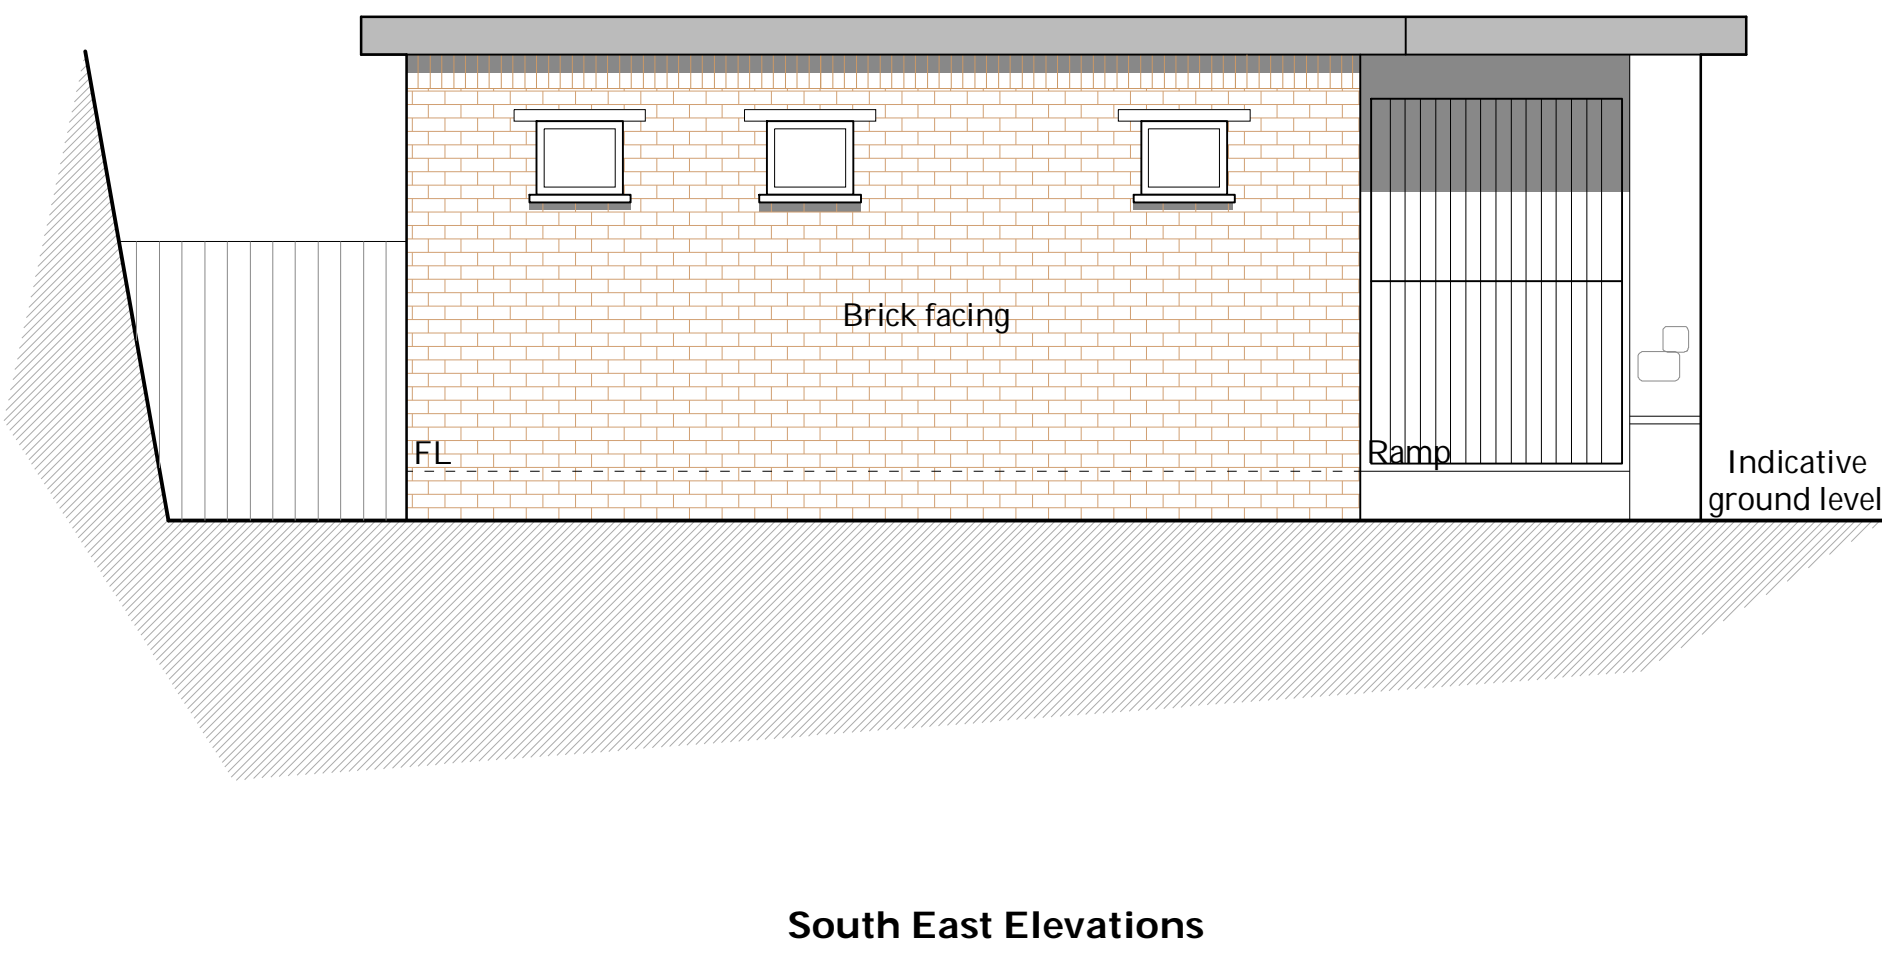 Brick facing
FL
Ramp
Indicative
ground level
South East Elevations